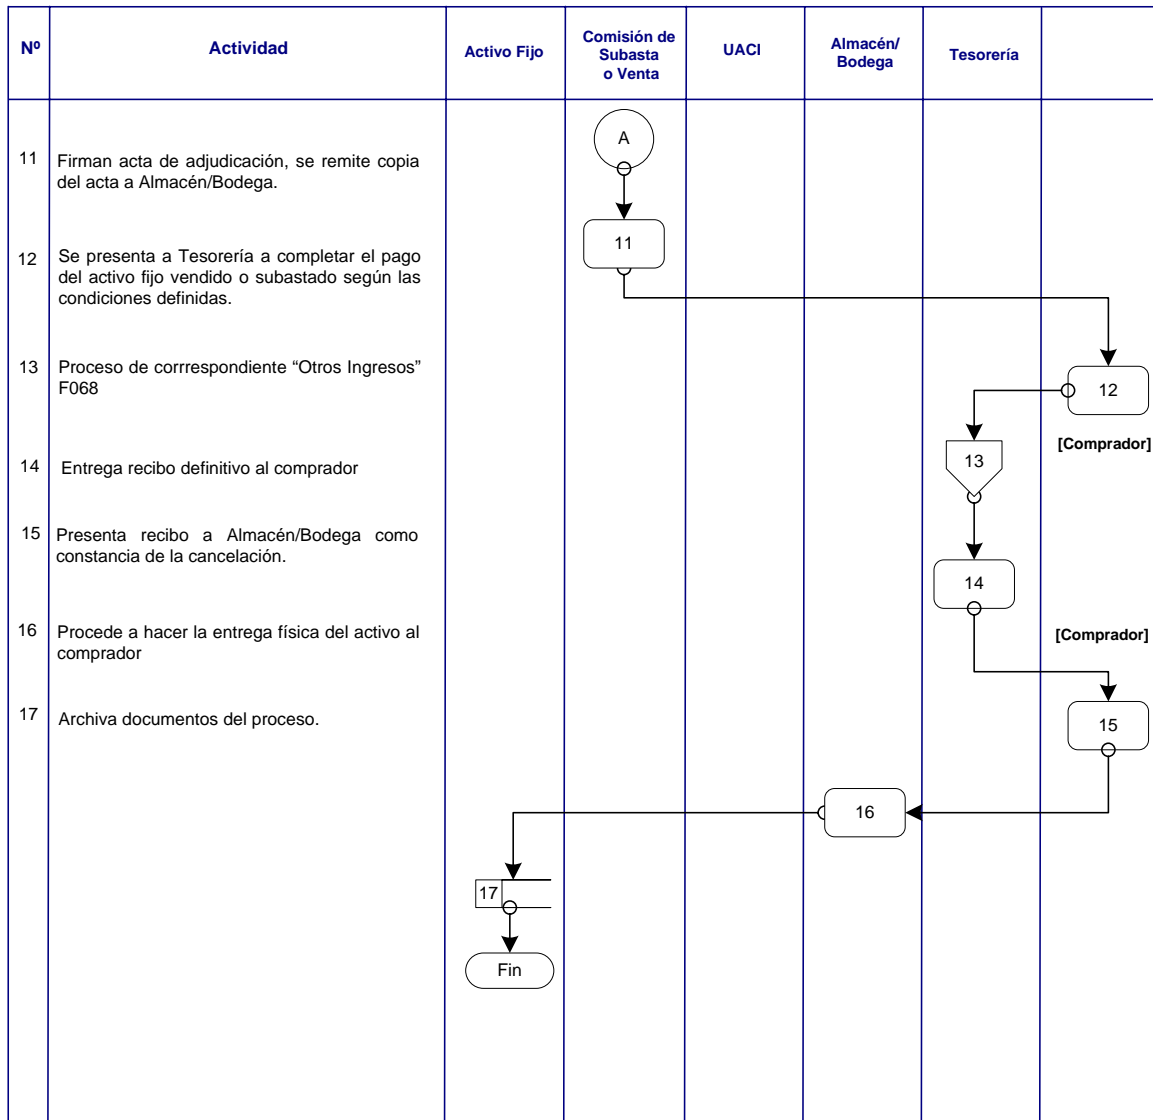 Nº
Actividad
Activo Fijo
Comisión de
Subasta
o Venta
UACI
Almacén/
Bodega
Tesorería
11
Firman acta de adjudicación, se remite copia
del acta a Almacén/Bodega.
12
Se presenta a Tesorería a completar el pago
del activo fijo vendido o subastado según las
condiciones definidas.
13
Proceso de corrrespondiente “Otros Ingresos”
F068
14
Entrega recibo definitivo al comprador
15
Presenta recibo a Almacén/Bodega como
constancia de la cancelación.
16
Procede a hacer la entrega física del activo al
comprador
17
Archiva documentos del proceso.
A
11
12
[Comprador]
13
14
[Comprador]
15
16
17
Fin